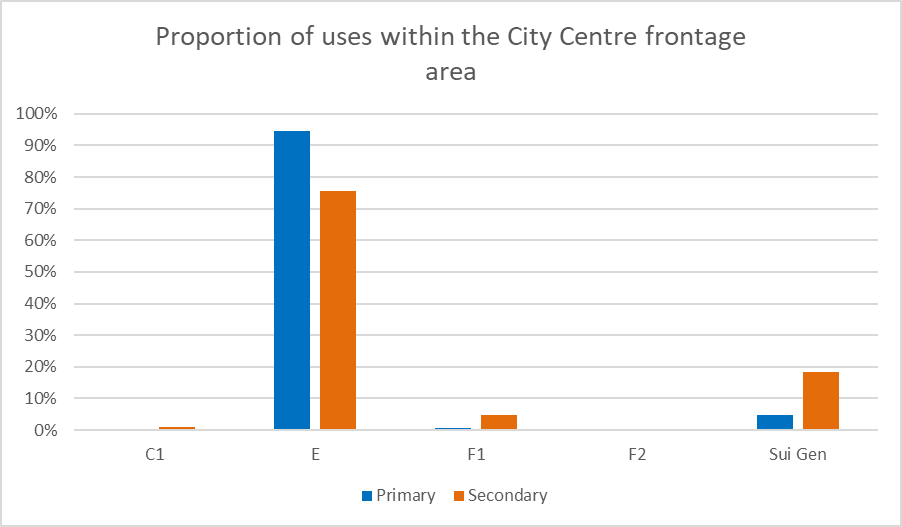 Proportion of uses within the City Centre frontage
area
100%
90%
80%
70%
60%
50%
40%
30%
20%
10%
0%
C1 E F1 F2 Sui Gen
Primary Secondary